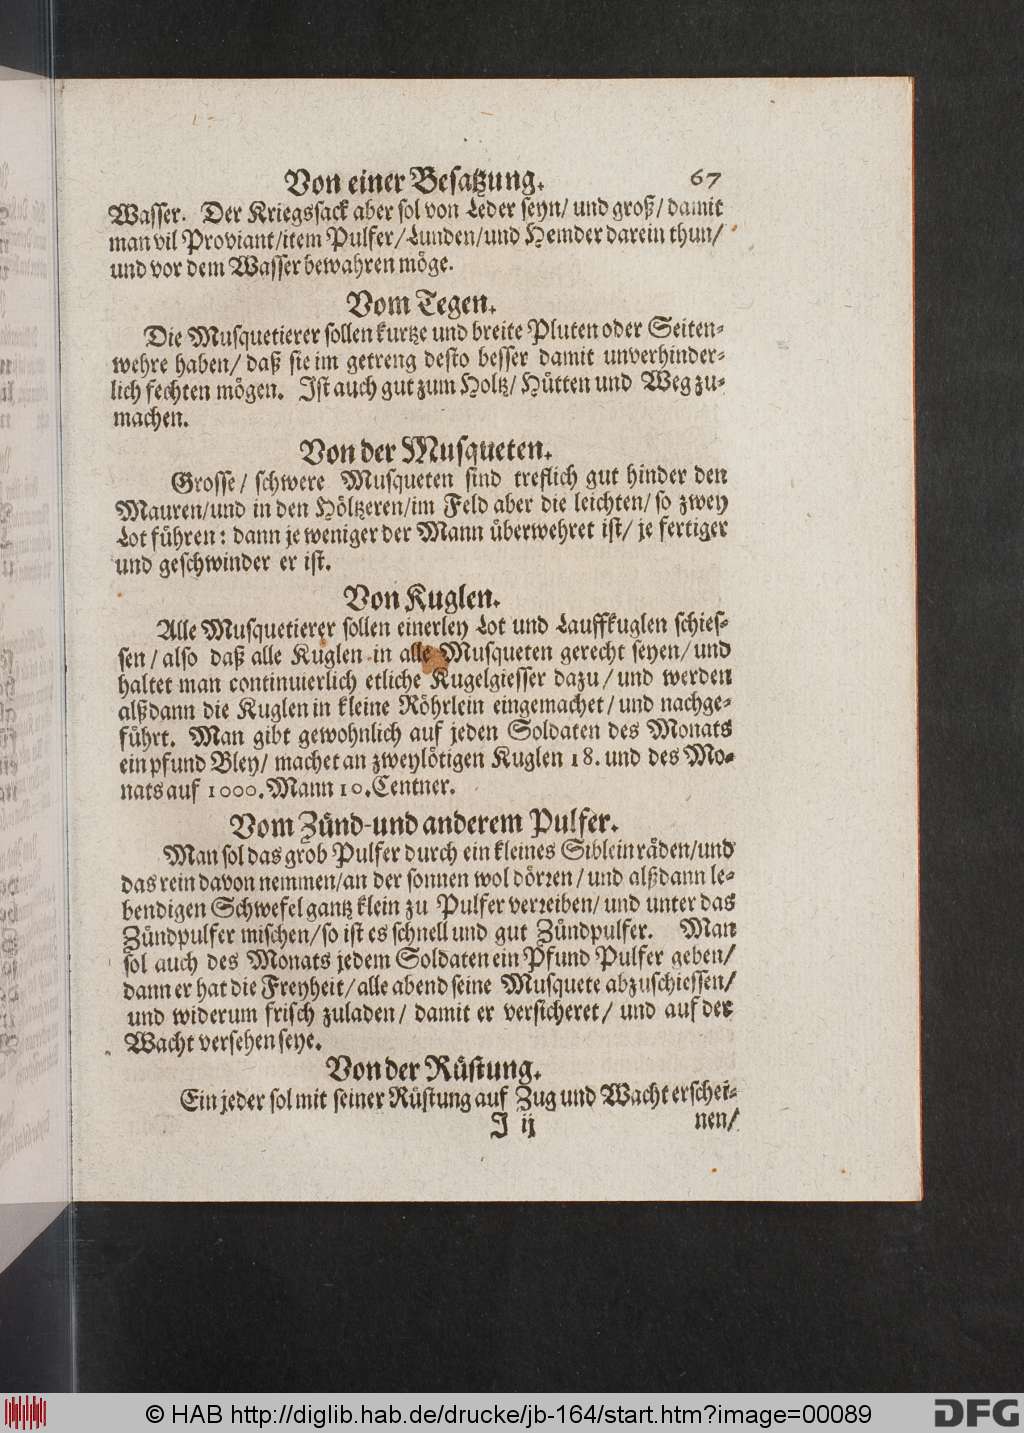 Von einer Besatzung. 67
Wasser. Der Kriegssack aber sol von Leder seyn/ und groß/ damit
man vil Proviant/ item Pulfer/ Lunden/ und Hemder darein thun/
und vor dem Wasser bewahren möge.
Vom Tegen.
Die Musquetierer sollen kurtze und breite Pluten oder Seiten-
wehre haben/ daß sie im getreng desto besser damit unverhinder-
lich fechten mögen. Ist auch gut zum Holtz/ Hütten und Weg zu-
machen.
Von der Musqueten.
Grosse/ schwere Musqueten sind treflich gut hinder den
Mauren/ und in den Höltzeren/ im Feld aber die leichten/ so zwey
Lot führen: dann je weniger der Mann überwehret ist/ je fertiger
und geschwinder er ist.
Von Kuglen.
Alle Musquetierer sollen einerley Lot und Lauffkuglen schies-
sen/ also daß alle Kuglen in alle Musqueten gerecht seyen/ und
haltet man continuierlich etliche Kugelgiesser dazu/ und werden
alßdann die Kuglen in kleine Röhrlein eingemachet/ und nachge-
führt. Man gibt gewohnlich auf jeden Soldaten des Monats
ein pfund Bley/ machet an zweylötigen Kuglen 18. und des Mo-
nats auf 1000. Mann 10. Centner.
Vom Zünd- und anderem Pulfer.
Man sol das grob Pulfer durch ein kleines Siblein räden/ und
das rein davon nemmen/ an der sonnen wol dörren/ und alßdann le-
bendigen Schwefel gantz klein zu Pulfer verreiben/ und unter das
Zündpulfer mischen/ so ist es schnell und gut Zündpulfer. Man
sol auch des Monats jedem Soldaten ein Pfund Pulfer geben/
dann er hat die Freyheit/ alle abend seine Musquete abzuschiessen/
und widerum frisch zuladen/ damit er versicheret/ und auf der
Wacht versehen seye.
Von der Rüstung.
Ein jeder sol mit seiner Rüstung auf Zug und Wacht erschei-
J ij nen/
© HAB http://diglib.hab.de/drucke/jb-164/start.htm?image=00089
DFG